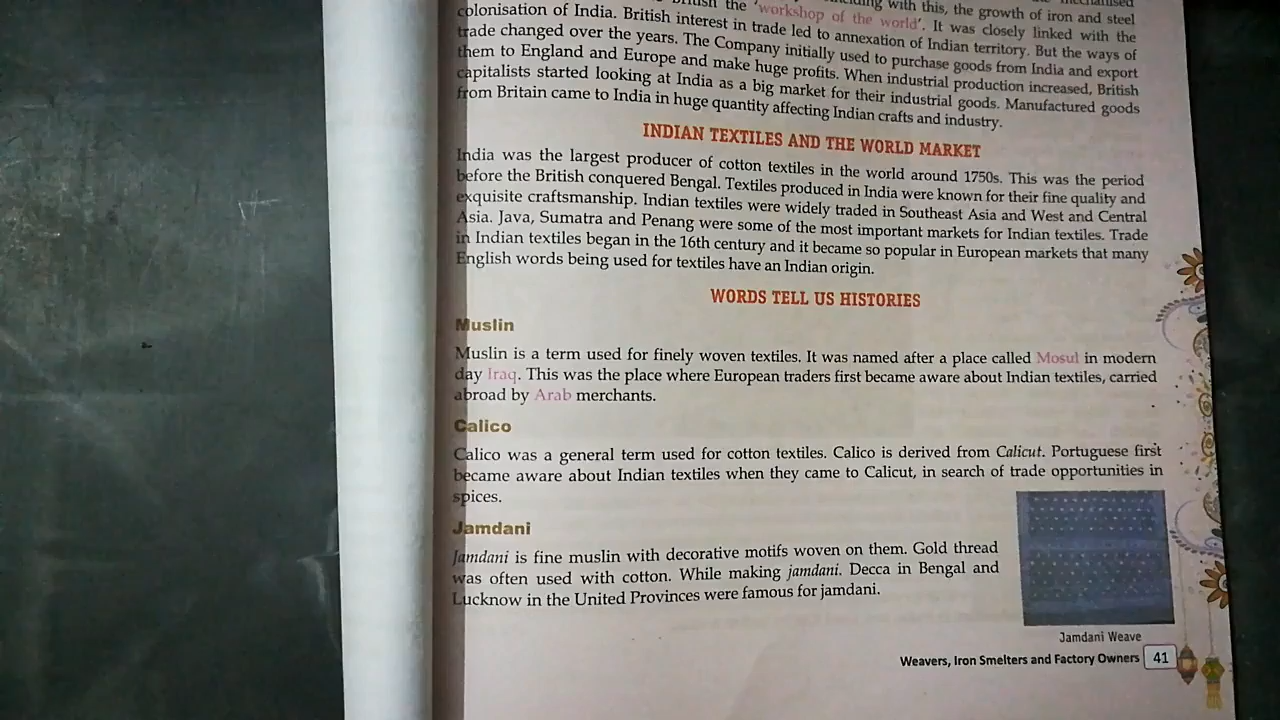 mechanised
British the 'workshop of the world'. with this, the growth of iron and steel
colonisation of India. British interest in trade led to annexation of Indian territory. But the ways of
It was closely linked with the
trade changed over the years. The Company initially used to purchase goods from India and export
them to England and Europe and make huge profits. When industrial production increased, British
capitalists started looking at India as a big market for their industrial goods. Manufactured goods
from Britain came to India in huge quantity affecting Indian crafts and industry.
INDIAN TEXTILES AND THE WORLD MARKET
India was the largest producer of cotton textiles in the world around 1750s. This was the period
before the British conquered Bengal. Textiles produced in India were known for their fine quality and
exquisite craftsmanship. Indian textiles were widely traded in Southeast Asia and West and Central
Asia. Java, Sumatra and Penang were some of the most important markets for Indian textiles. Trade
in Indian textiles began in the 16th century and it became so popular in European markets that many
English words being used for textiles have an Indian origin.
WORDS TELL US HISTORIES
Muslin
Muslin is a term used for finely woven textiles. It was named after a place called Mosul in modern
day Iraq. This was the place where European traders first became aware about Indian textiles, carried
abroad by Arab merchants.
Calico
Calico was a general term used for cotton textiles. Calico is derived from Calicut. Portuguese first
became aware about Indian textiles when they came to Calicut, in search of trade opportunities in
spices.
Jamdani
Jamdani is fine muslin with decorative motifs woven on them. Gold thread
was often used with cotton. While making jamdani. Decca in Bengal and
Lucknow in the United Provinces were famous for jamdani.
Jamdani Weave
Weavers, Iron Smelters and Factory Owners 41